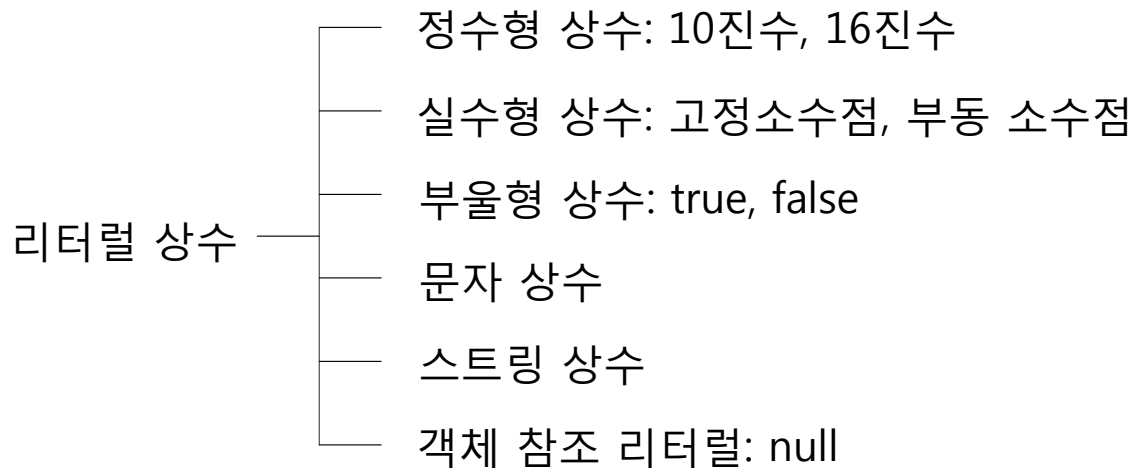 정수형 상수: 10진수, 16진수
실수형 상수: 고정소수점, 부동 소수점
부울형 상수: true, false
리터럴 상수
문자 상수
스트링 상수
객체 참조 리터럴: null